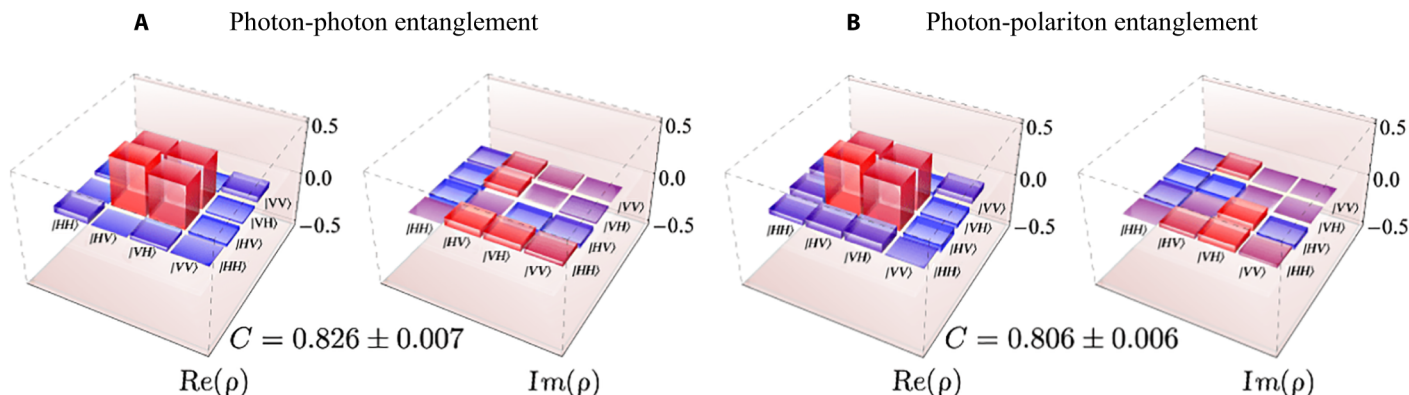 A Photon-photon entanglement
B Photon-polariton entanglement
0.5
0.0
−0.5
|HH⟩
|HV⟩
|VH⟩
|VV⟩
|HH⟩
|HV⟩
|VH⟩
|VV⟩
0.5
0.0
−0.5
|HH⟩
|HV⟩
|VH⟩
|VV⟩
|HH⟩
|HV⟩
|VH⟩
|VV⟩
C = 0.826 ± 0.007
Re(ρ)
Im(ρ)
0.5
0.0
−0.5
|HH⟩
|HV⟩
|VH⟩
|VV⟩
|HH⟩
|HV⟩
|VH⟩
|VV⟩
0.5
0.0
−0.5
|HH⟩
|HV⟩
|VH⟩
|VV⟩
|HH⟩
|HV⟩
|VH⟩
|VV⟩
C = 0.806 ± 0.006
Re(ρ)
Im(ρ)